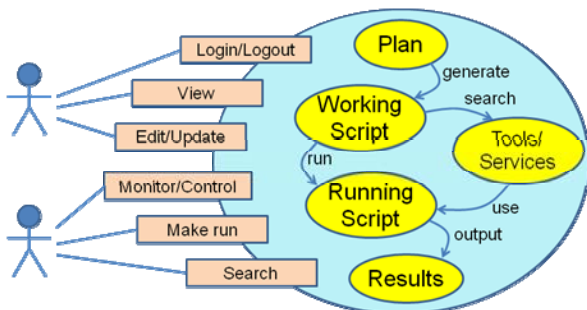 Login/Logout
View
Edit/Update
Monitor/Control
Make run
Search
Plan
generate
Working
Script
search
Tools/
Services
run
Running
Script
use
output
Results